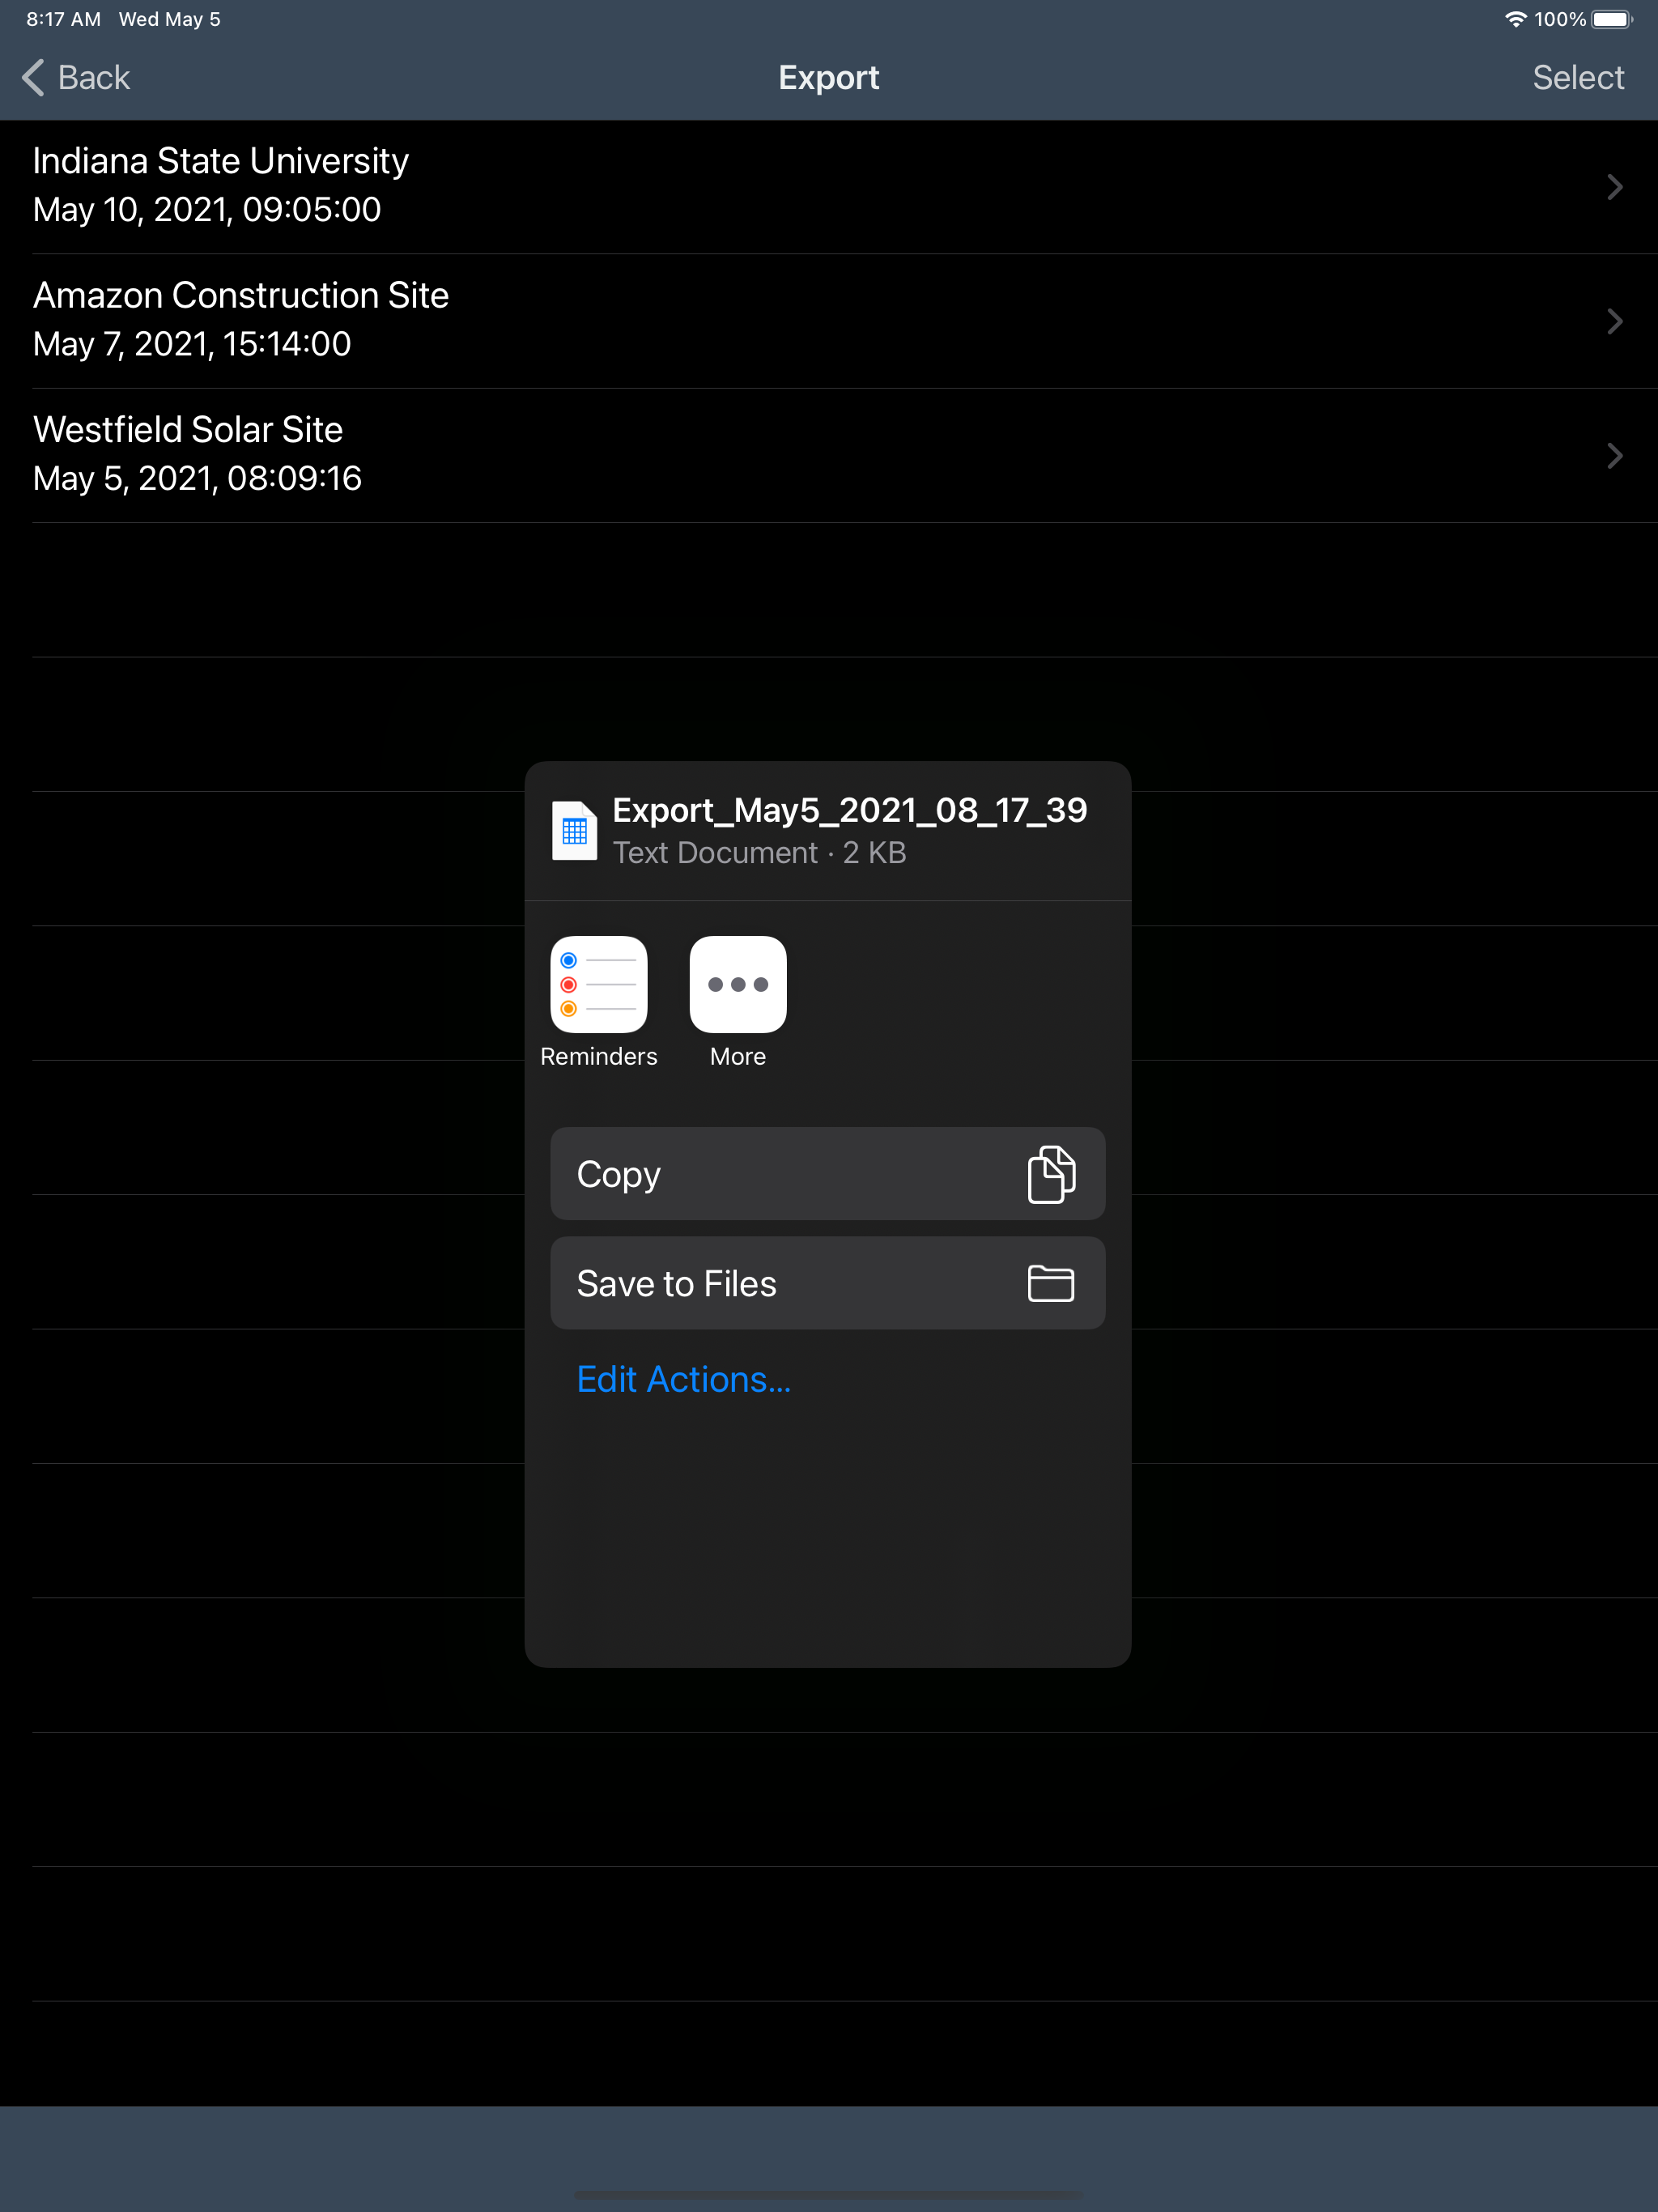 8:17 AM Wed May 5
100%
Back
Export
Select
Indiana State University
May 10, 2021, 09:05:00
Amazon Construction Site
May 7, 2021, 15:14:00
Westfield Solar Site
May 5, 2021, 08:09:16
Export_May5_2021_08_17_39
Text Document · 2 KB
Reminders
More
Copy
Save to Files
Edit Actions...